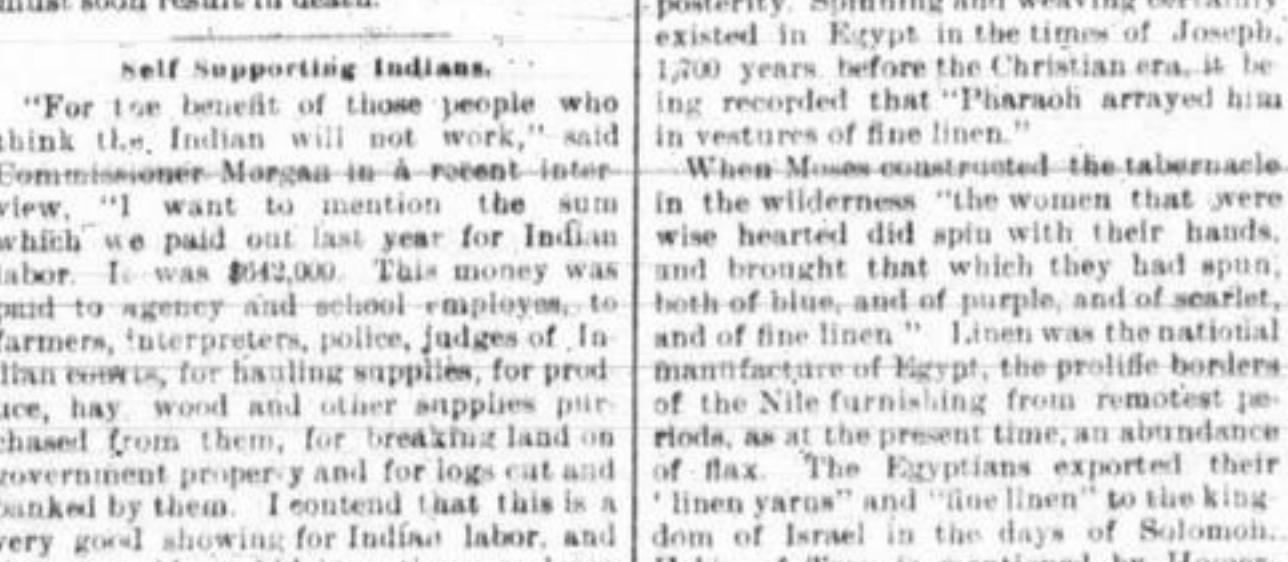 must soon result in death.
Self Supporting Indians.
"For the benefit of those people who
think the Indian will not work," said
Commissioner Morgan in a recent inter-
view, "I want to mention the sum
which we paid out last year for Indian
labor. It was $642,000. This money was
paid to agency and school employes, to
farmers, interpreters, police, judges of In-
dian courts, for hauling supplies, for prod
uce, hay wood and other supplies pur-
chased from them, for breaking land on
government property and for logs cut and
banked by them. I contend that this is a
very good showing for Indian labor, and
posterity. Spinning and weaving certainly
existed in Egypt in the times of Joseph,
1,700 years before the Christian era, it be-
ing recorded that "Pharaoh arrayed him
in vestures of fine linen."
When Moses constructed the tabernacle
in the wilderness "the women that were
wise hearted did spin with their hands,
and brought that which they had spun,
both of blue, and of purple, and of scarlet,
and of fine linen" Linen was the national
manufacture of Egypt, the prolific borders
of the Nile furnishing from remotest pe-
riods, as at the present time, an abundance
of flax. The Egyptians exported their
"linen yarns" and "fine linen" to the king-
dom of Israel in the days of Solomon.
is mentioned by Homer,